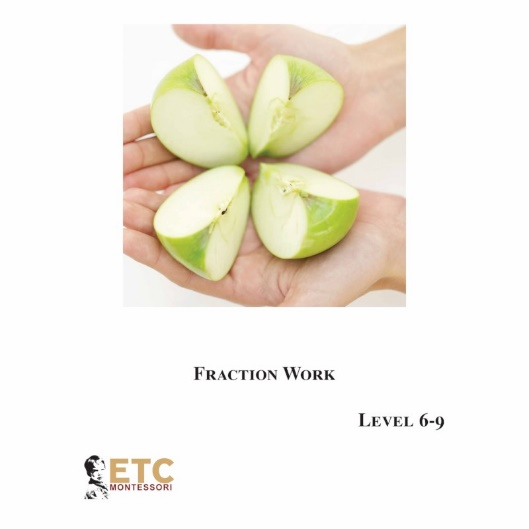 Fraction Work
Level 6-9
ETC
MONTESSORI